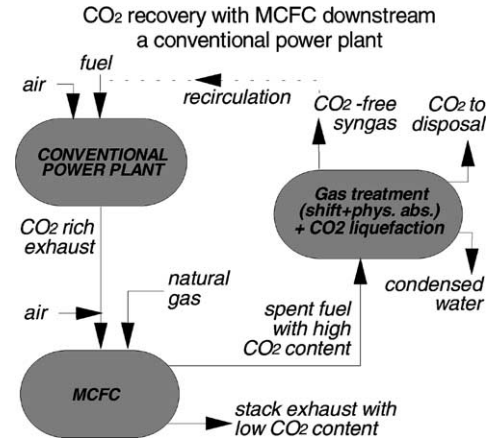 CO2 recovery with MCFC downstream
a conventional power plant
fuel
air
recirculation
CO2 -free
syngas
CO2 to
disposal
CONVENTIONAL
POWER PLANT
Gas treatment
(shift+phys. abs.)
+ CO2 liquefaction
CO2 rich
exhaust
natural
gas
air
spent fuel
with high
CO2 content
condensed
water
MCFC
stack exhaust with
low CO2 content